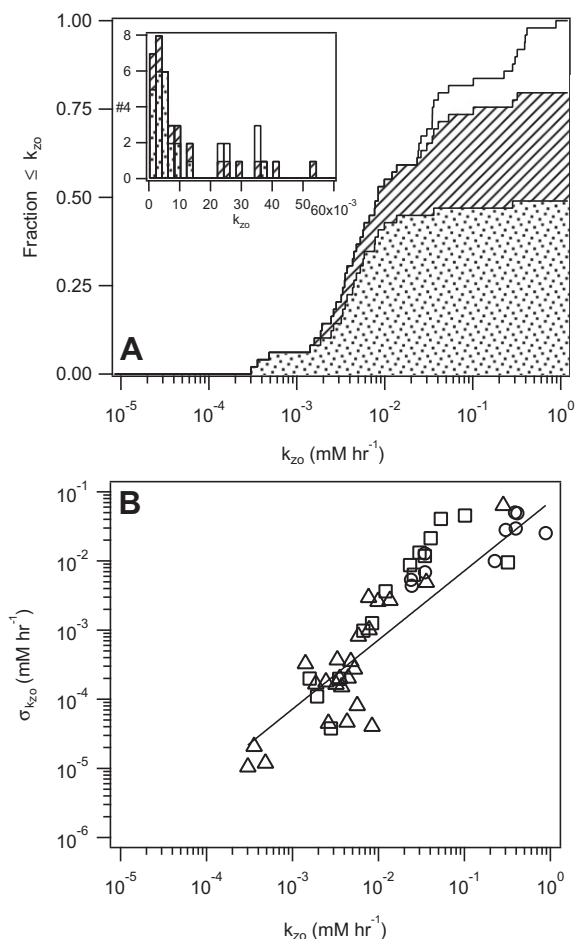 1.00
0.75
0.50
0.25
0.00
Fraction ≤ k_zo
8
6
#4
2
0
0 10 20 30 40 50 60x10^-3
k_zo
A
10^-5 10^-4 10^-3 10^-2 10^-1 10^0
k_zo (mM hr^-1)
B
10^-1
10^-2
10^-3
10^-4
10^-5
10^-6
σ_k_zo (mM hr^-1)
10^-5 10^-4 10^-3 10^-2 10^-1 10^0
k_zo (mM hr^-1)